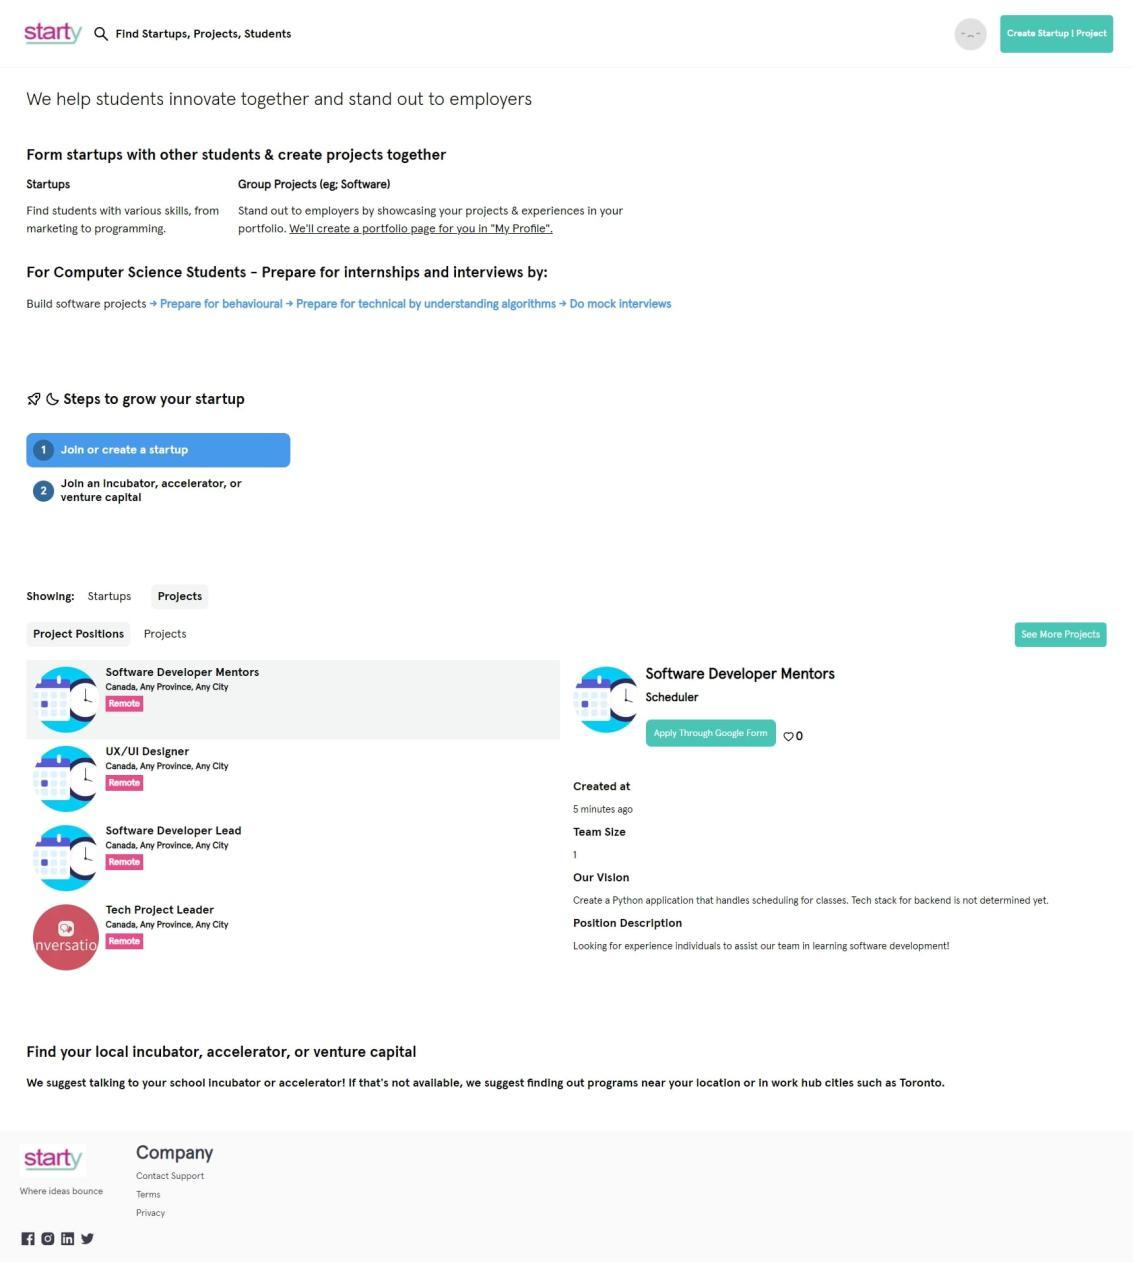 starty
Find Startups, Projects, Students
Create Startup | Project
We help students innovate together and stand out to employers
Form startups with other students & create projects together
Startups
Find students with various skills, from
marketing to programming.
Group Projects (eg; Software)
Stand out to employers by showcasing your projects & experiences in your
portfolio. We'll create a portfolio page for you in "My Profile".
For Computer Science Students - Prepare for internships and interviews by:
Build software projects → Prepare for behavioural → Prepare for technical by understanding algorithms → Do mock interviews
Steps to grow your startup
1 Join or create a startup
2 Join an incubator, accelerator, or
venture capital
Showing: Startups Projects
Project Positions Projects
See More Projects
Software Developer Mentors
Canada, Any Province, Any City
Remote
UX/UI Designer
Canada, Any Province, Any City
Remote
Software Developer Lead
Canada, Any Province, Any City
Remote
nversatio
Tech Project Leader
Canada, Any Province, Any City
Remote
Software Developer Mentors
Scheduler
Apply Through Google Form
0
Created at
5 minutes ago
Team Size
1
Our Vision
Create a Python application that handles scheduling for classes. Tech stack for backend is not determined yet.
Position Description
Looking for experience individuals to assist our team in learning software development!
Find your local incubator, accelerator, or venture capital
We suggest talking to your school incubator or accelerator! If that's not available, we suggest finding out programs near your location or in work hub cities such as Toronto.
starty
Where ideas bounce
Company
Contact Support
Terms
Privacy